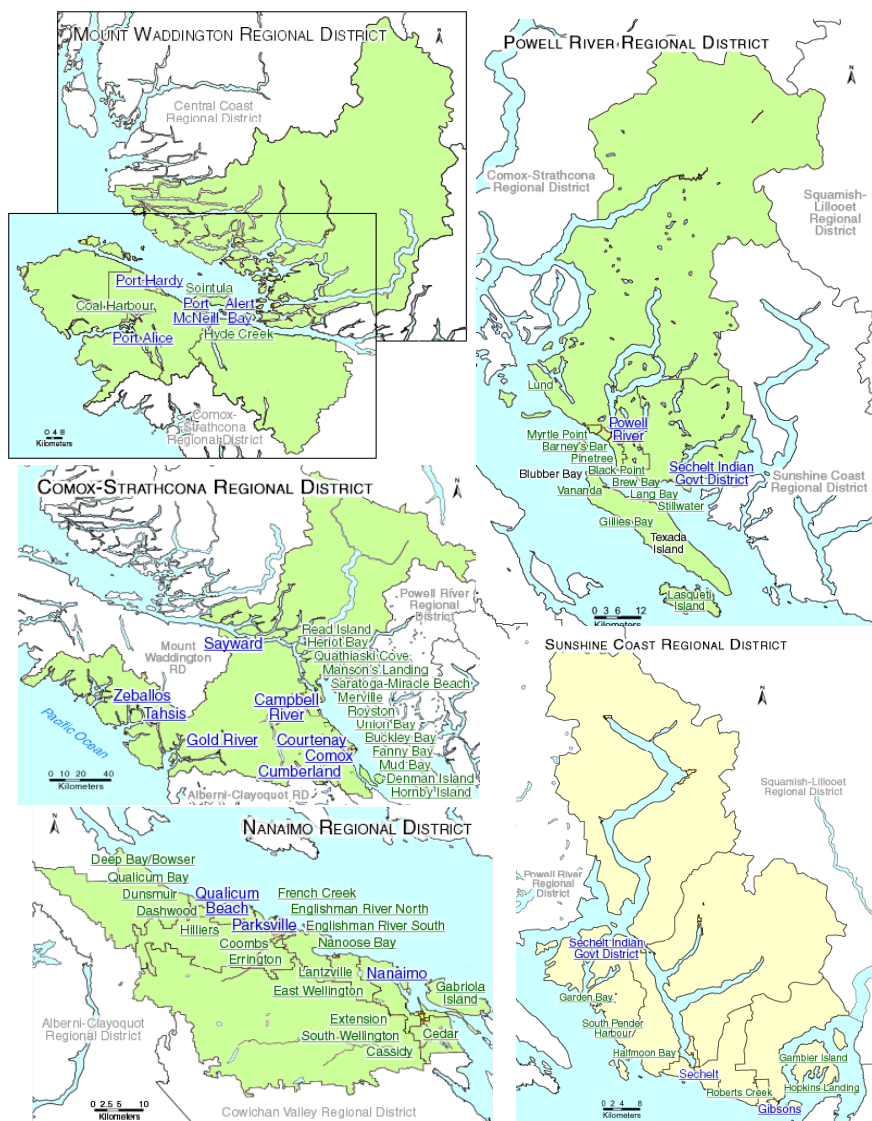 MOUNT WADDINGTON REGIONAL DISTRICT
N
Central Coast
Regional District
Port Hardy
Sointula
Coal Harbour
Port Alert
McNeill Bay
Port Alice
Hyde Creek
Comox-
Strathcona
Regional District
0 4 8
Kilometers
POWELL RIVER REGIONAL DISTRICT
N
Comox-Strathcona
Regional District
Squamish-
Lillooet
Regional
District
Lund
Powell
River
Myrtle Point
Barney's Bar
Pinetree
Black Point
Sechelt Indian
Govt District
Blubber Bay
Brew Bay
Vananda
Lang Bay
Stillwater
Sunshine Coast
Regional District
Gillies Bay
Texada
Island
Lasqueti
Island
0 3 6 12
Kilometers
COMOX-STRATHCONA REGIONAL DISTRICT
N
Powell River
Regional
District
Mount
Waddington
RD
Sayward
Read Island
Heriot Bay
Quathiaski Cove
Manson's Landing
Saratoga-Miracle Beach
Zeballos
Tahsis
Campbell
River
Merville
Royston
Union Bay
Pacific Ocean
Gold River
Courtenay
Buckley Bay
Comox
Fanny Bay
Cumberland
Mud Bay
Denman Island
Hornby Island
0 10 20 40
Kilometers
Alberni-Clayoquot RD
NANAIMO REGIONAL DISTRICT
N
Deep Bay/Bowser
Qualicum Bay
Dunsmuir
Qualicum
Beach
French Creek
Dashwood
Englishman River North
Hilliers
Parksville
Englishman River South
Coombs
Nanoose Bay
Errington
Lantzville
Nanaimo
East Wellington
Gabriola
Island
Extension
South Wellington
Cedar
Cassidy
Alberni-Clayoquot
Regional District
0 2.5 5 10
Kilometers
Cowichan Valley Regional District
SUNSHINE COAST REGIONAL DISTRICT
N
Squamish-Lillooet
Regional District
Powell River
Regional
District
Sechelt Indian
Govt District
Garden Bay
South Pender
Harbour
Halfmoon Bay
Gambier Island
Sechelt
Hopkins Landing
Roberts Creek
Gibsons
0 2 4 8
Kilometers